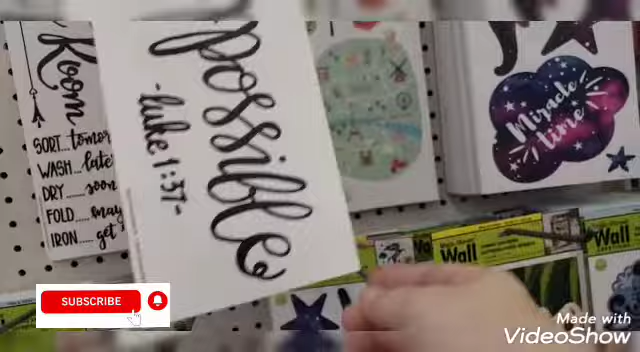 Room
SORT...tomor
WASH...late
DRY.....soon
FOLD.....may
IRON.....get
possible
-luke 1:37-
Miracle
time
Wall
Wall
SUBSCRIBE
Made with
VideoShow